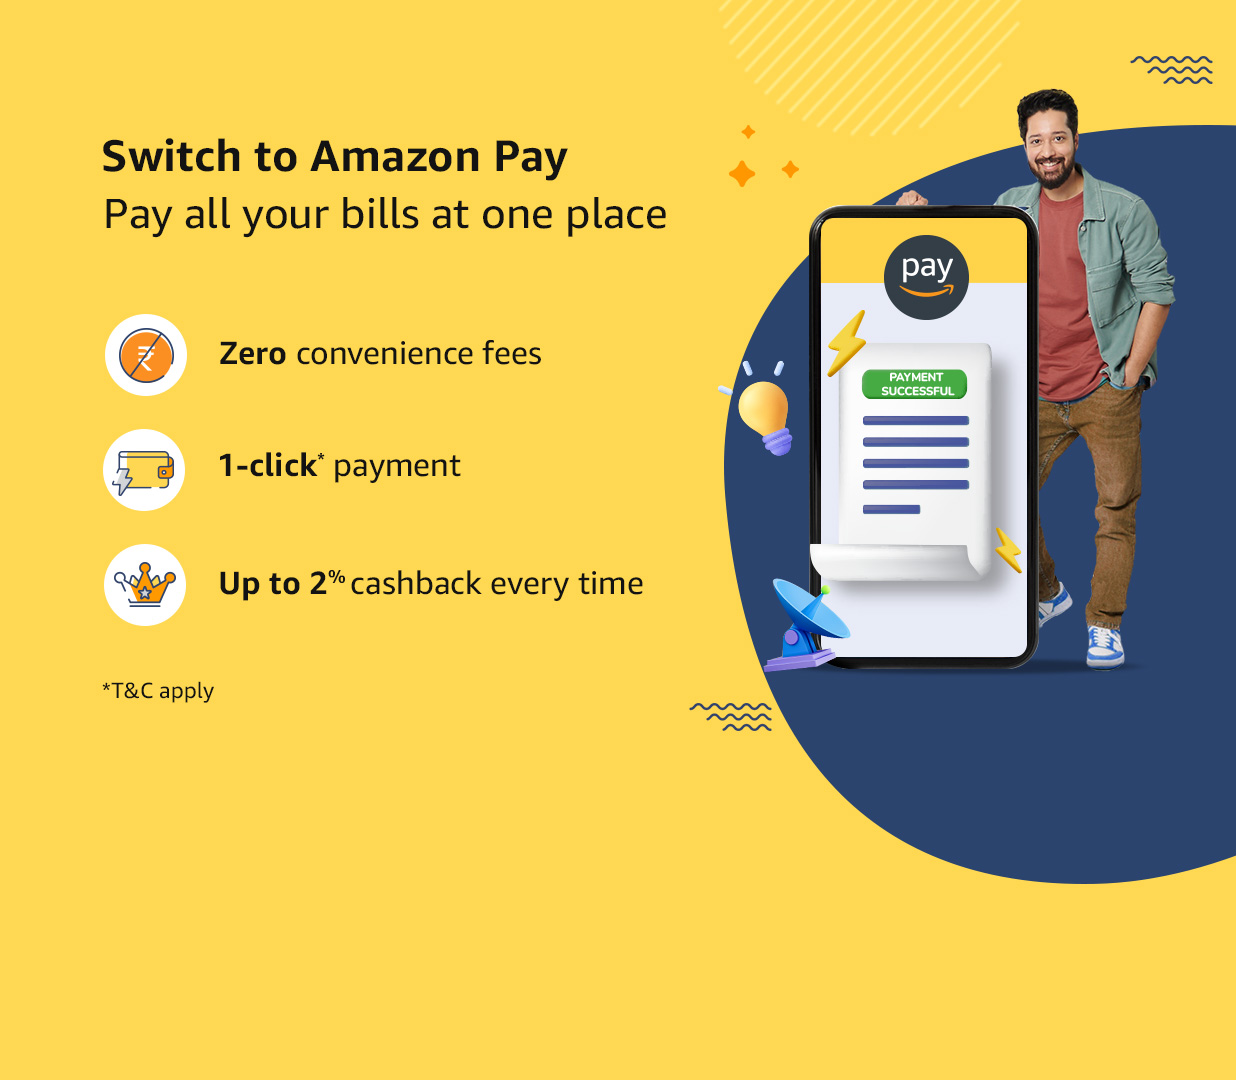 Switch to Amazon Pay
Pay all your bills at one place
Zero convenience fees
1-click* payment
Up to 2% cashback every time
*T&C apply
pay
PAYMENT
SUCCESSFUL